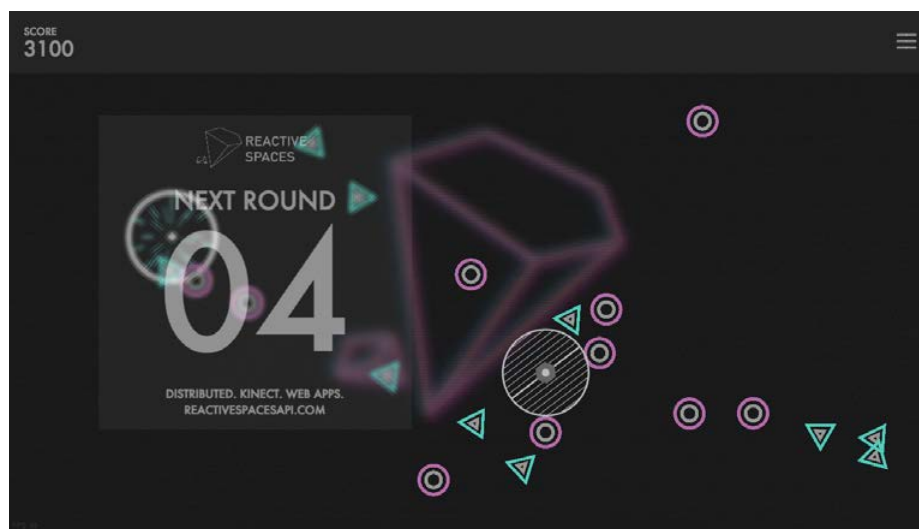 SCORE
3100
REACTIVE
SPACES
NEXT ROUND
04
DISTRIBUTED. KINECT. WEB APPS.
REACTIVESPACESAPI.COM